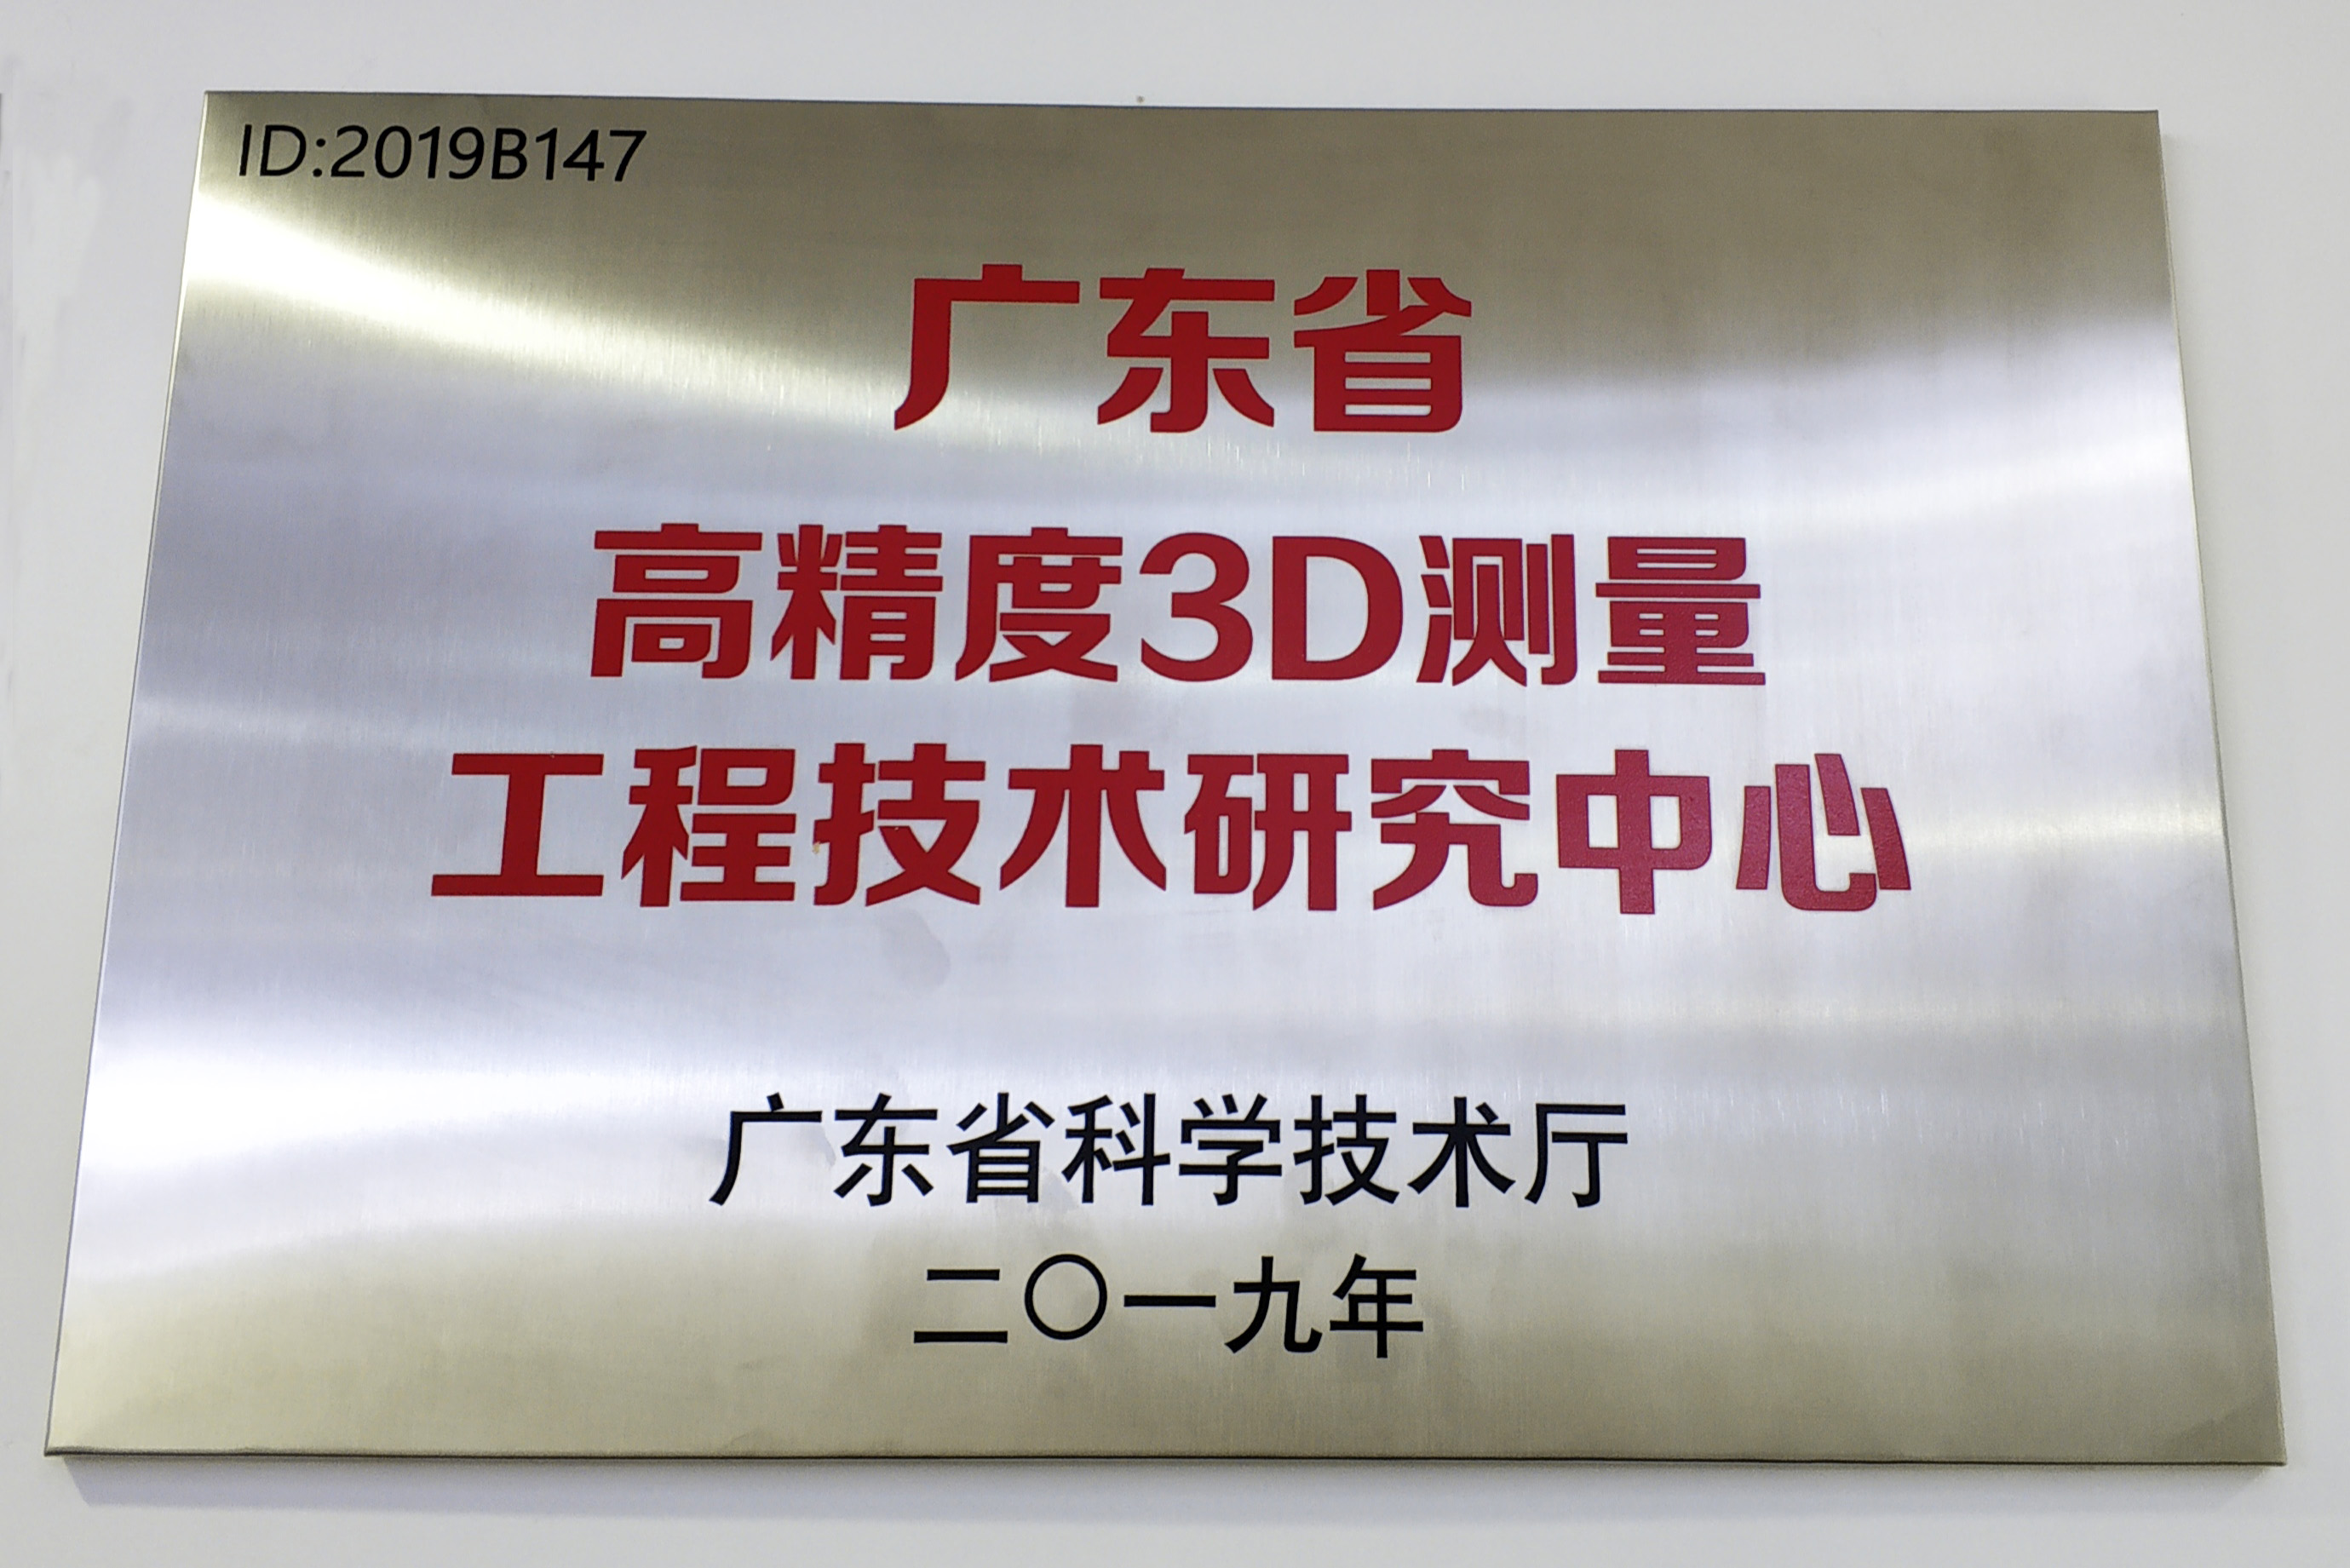 ID:2019B147
广东省
高精度3D测量
工程技术研究中心
广东省科学技术厅
二〇一九年